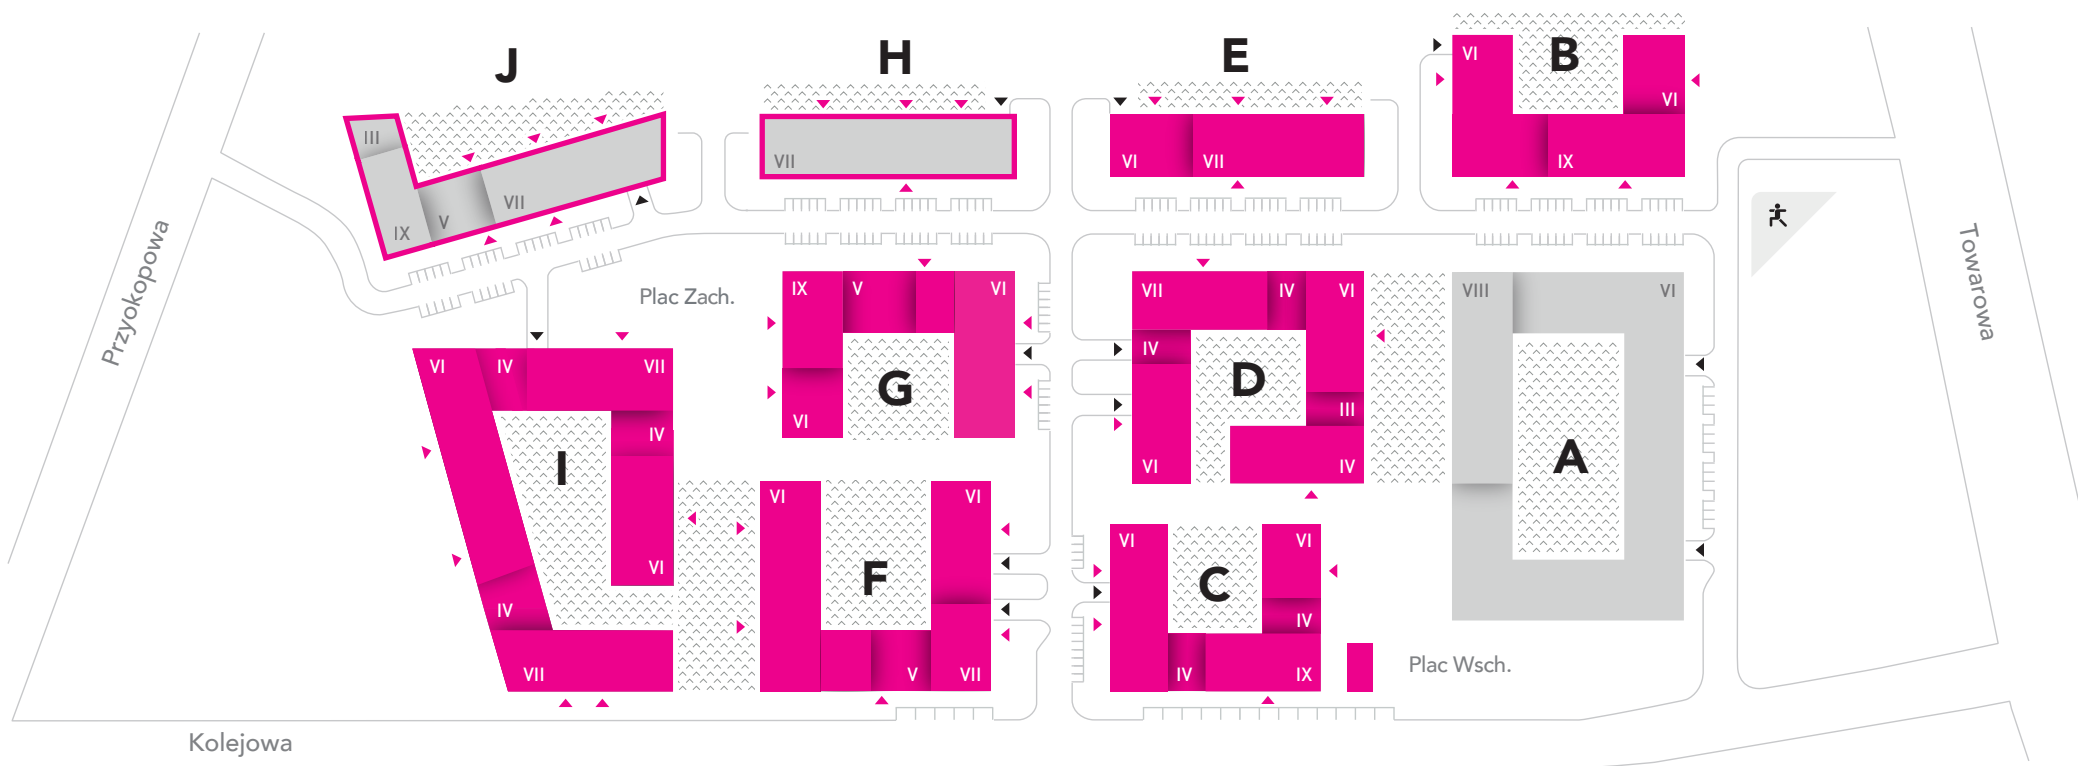 J
H
E
B
III
IX
V
VII
VII
VI
VII
VI
VI
IX
Przyokopowa
Towarowa
Plac Zach.
IX
V
VI
VI
G
VII
IV
VI
IV
D
III
VI
IV
VIII
VI
A
VI
IV
VII
IV
I
VI
IV
VII
VI
VI
F
V
VII
VI
VI
C
IV
IV
IX
Plac Wsch.
Kolejowa